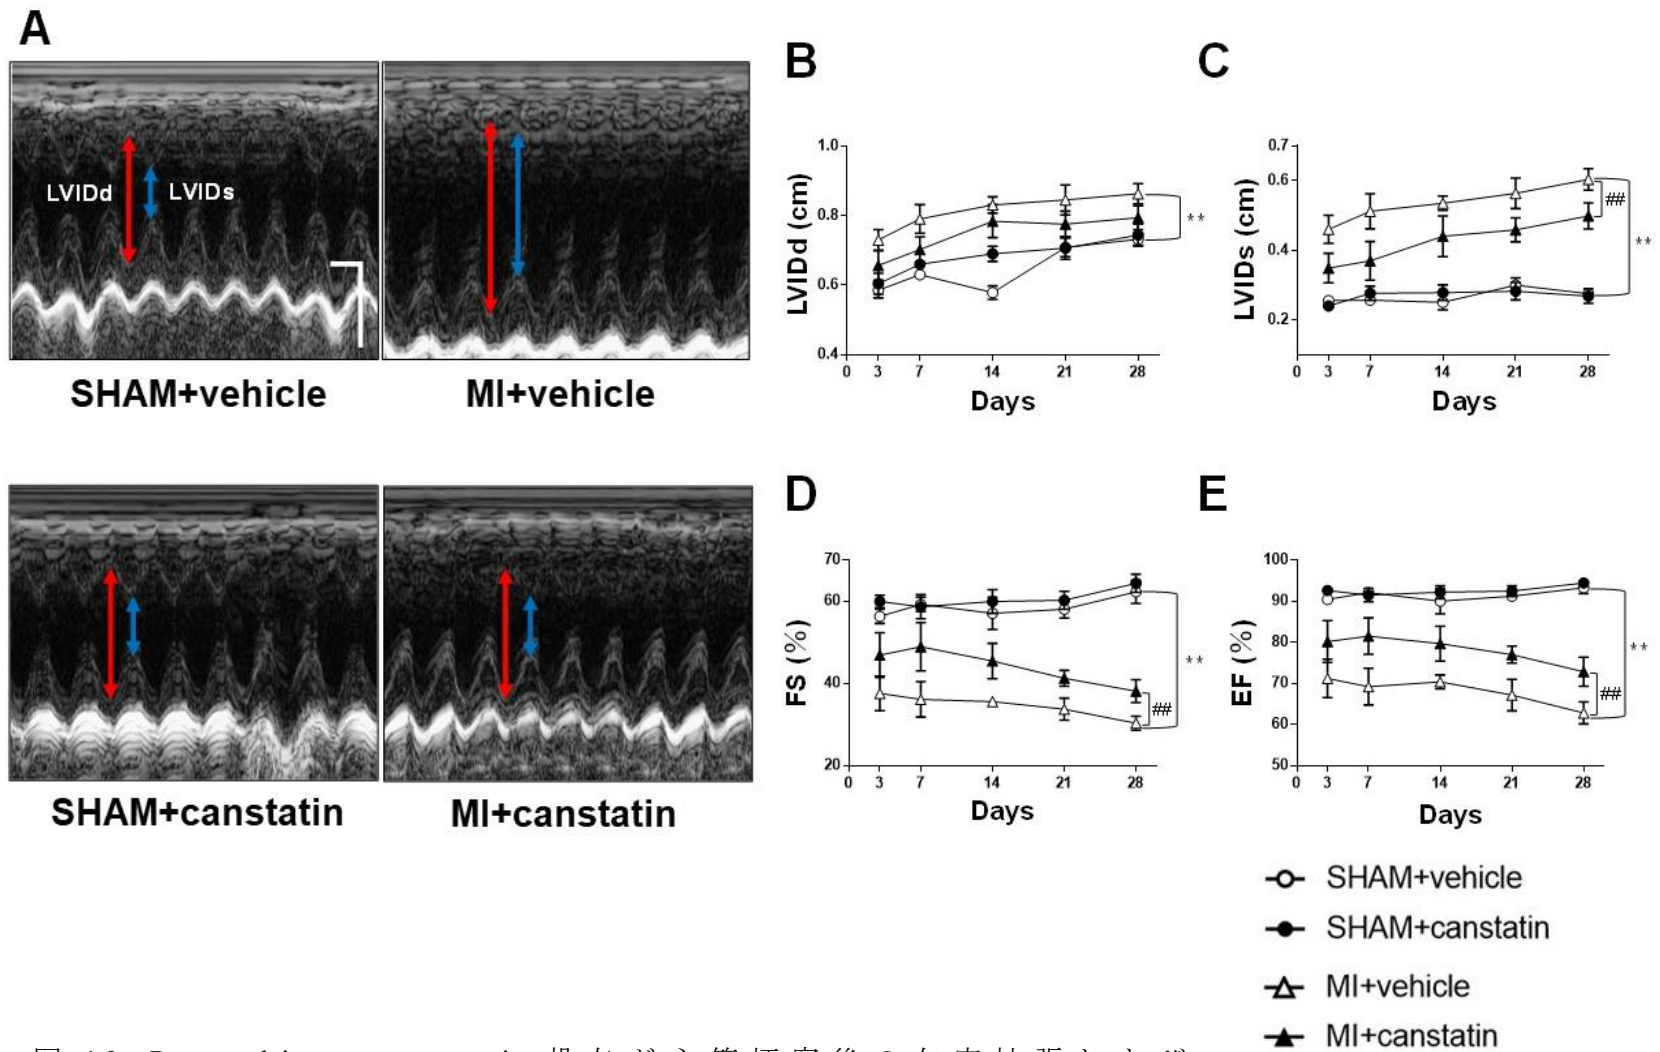 A
LVIDd
LVIDs
SHAM+vehicle
MI+vehicle
SHAM+canstatin
MI+canstatin
B
1.0
0.8
0.6
0.4
LVIDd (cm)
0 3 7 14 21 28
Days
**
C
0.7
0.6
0.4
0.2
LVIDs (cm)
0 3 7 14 21 28
Days
##
**
D
70
60
40
20
FS (%)
0 3 7 14 21 28
Days
##
**
E
100
90
80
70
60
50
EF (%)
0 3 7 14 21 28
Days
##
**
SHAM+vehicle
SHAM+canstatin
MI+vehicle
MI+canstatin